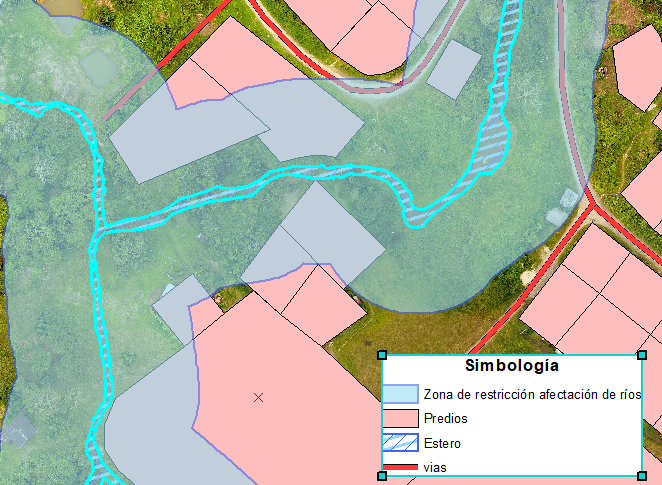 Simbología
Zona de restricción afectación de ríos
Predios
Estero
vias